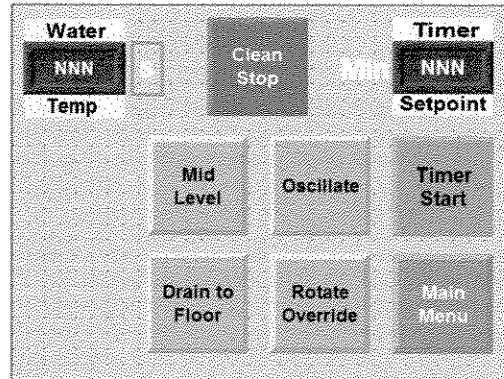 Water
NNN
Temp
Clean
Stop
Min
Timer
NNN
Setpoint
Mid
Level
Oscillate
Timer
Start
Drain to
Floor
Rotate
Override
Main
Menu